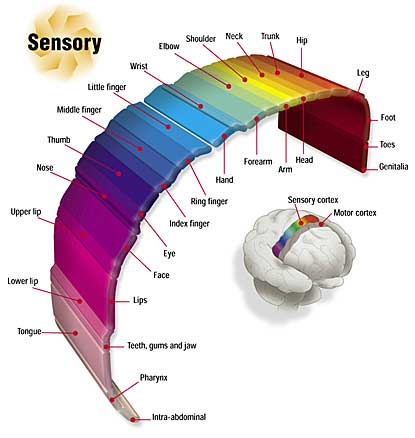 Sensory
Shoulder
Neck
Trunk
Hip
Elbow
Wrist
Little finger
Middle finger
Thumb
Nose
Upper lip
Lower lip
Tongue
Leg
Foot
Toes
Genitalia
Head
Arm
Forearm
Hand
Ring finger
Index finger
Eye
Face
Lips
Teeth, gums and jaw
Pharynx
Intra-abdominal
Sensory cortex
Motor cortex